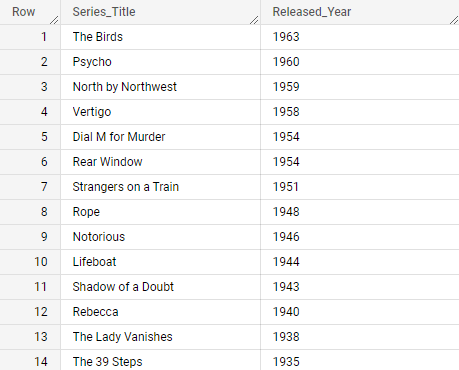 Row Series_Title Released_Year
1 The Birds 1963
2 Psycho 1960
3 North by Northwest 1959
4 Vertigo 1958
5 Dial M for Murder 1954
6 Rear Window 1954
7 Strangers on a Train 1951
8 Rope 1948
9 Notorious 1946
10 Lifeboat 1944
11 Shadow of a Doubt 1943
12 Rebecca 1940
13 The Lady Vanishes 1938
14 The 39 Steps 1935